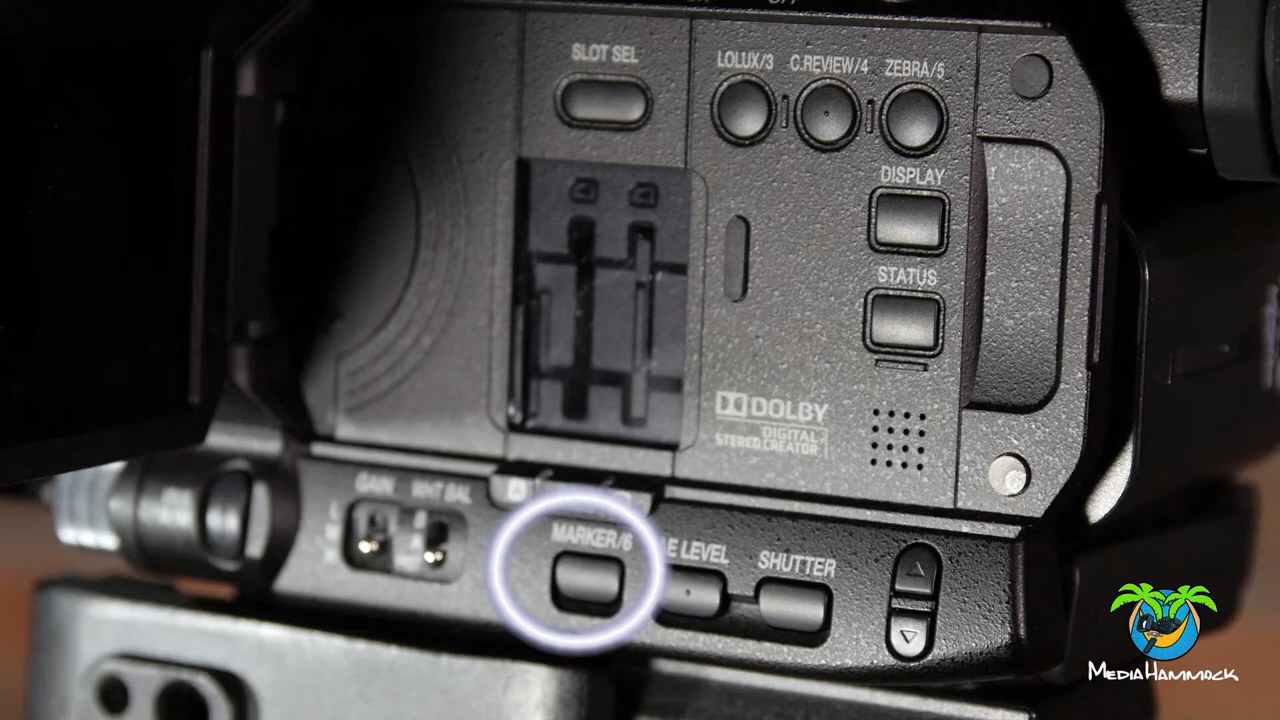 SLOT SEL
LOLUX/3 C.REVIEW/4 ZEBRA/5
DISPLAY
STATUS
DOLBY
DIGITAL
STEREO CREATOR
GAIN WHT BAL
MARKER/6 E LEVEL SHUTTER
MEDIAHAMMOCK